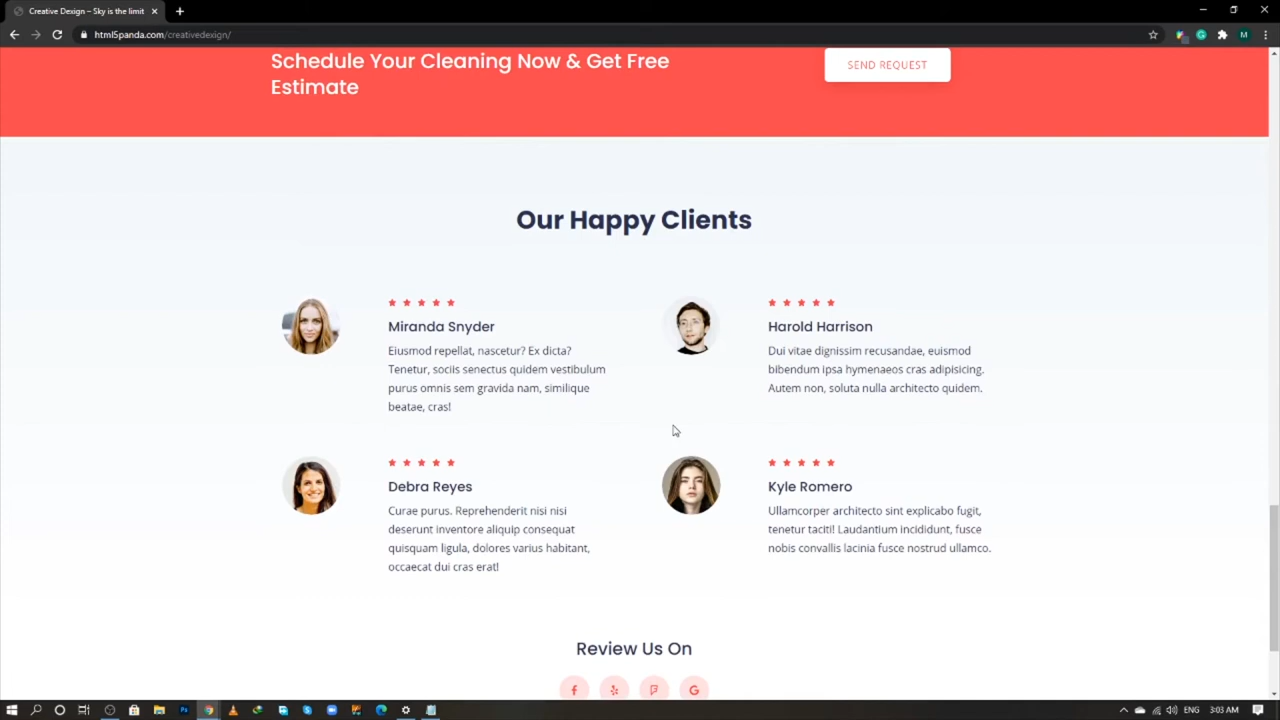 Creative Design – Sky is the limit
html5panda.com/creativedexign/
M
Schedule Your Cleaning Now & Get Free
Estimate
SEND REQUEST
Our Happy Clients
Miranda Snyder
Eiusmod repellat, nascetur? Ex dicta?
Tenetur, sociis senectus quidem vestibulum
purus omnis sem gravida nam, similique
beatae, cras!
Harold Harrison
Dui vitae dignissim recusandae, euismod
bibendum ipsa hymenaeos cras adipisicing.
Autem non, soluta nulla architecto quidem.
Debra Reyes
Curae purus. Reprehenderit nisi nisi
deserunt inventore aliquip consequat
quisquam ligula, dolores varius habitant,
occaecat dui cras erat!
Kyle Romero
Ullamcorper architecto sint explicabo fugit,
tenetur taciti! Laudantium incididunt, fusce
nobis convallis lacinia fusce nostrud ullamco.
Review Us On
ENG
3:03 AM